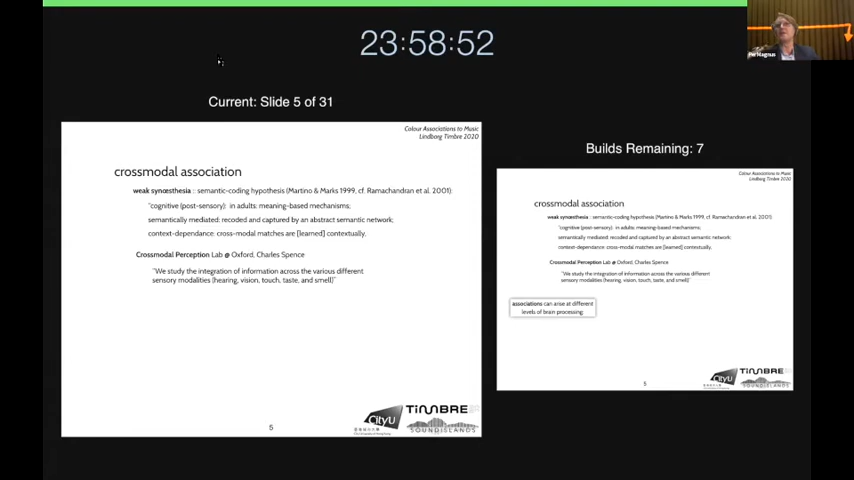 23:58:52
Per Magnus
Current: Slide 5 of 31
Colour Associations to Music
Lindborg Timbre 2020
crossmodal association
weak synæsthesia :: semantic-coding hypothesis (Martino & Marks 1999, cf. Ramachandran et al. 2001):
"cognitive (post-sensory): in adults: meaning-based mechanisms;
semantically mediated: recoded and captured by an abstract semantic network;
context-dependance: cross-modal matches are [learned] contextually,
Crossmodal Perception Lab @ Oxford, Charles Spence
"We study the integration of information across the various different
sensory modalities (hearing, vision, touch, taste, and smell)"
5
CityU
TIMBRE
SOUNDISLANDS
Builds Remaining: 7
Colour Associations to Music
Lindborg Timbre 2020
crossmodal association
weak synæsthesia :: semantic-coding hypothesis (Martino & Marks 1999, cf. Ramachandran et al. 2001):
"cognitive (post-sensory): in adults: meaning-based mechanisms;
semantically mediated: recoded and captured by an abstract semantic network;
context-dependance: cross-modal matches are [learned] contextually,
Crossmodal Perception Lab @ Oxford, Charles Spence
"We study the integration of information across the various different
sensory modalities (hearing, vision, touch, taste, and smell)"
associations can arise at different
levels of brain processing
5
CityU
TIMBRE
SOUNDISLANDS